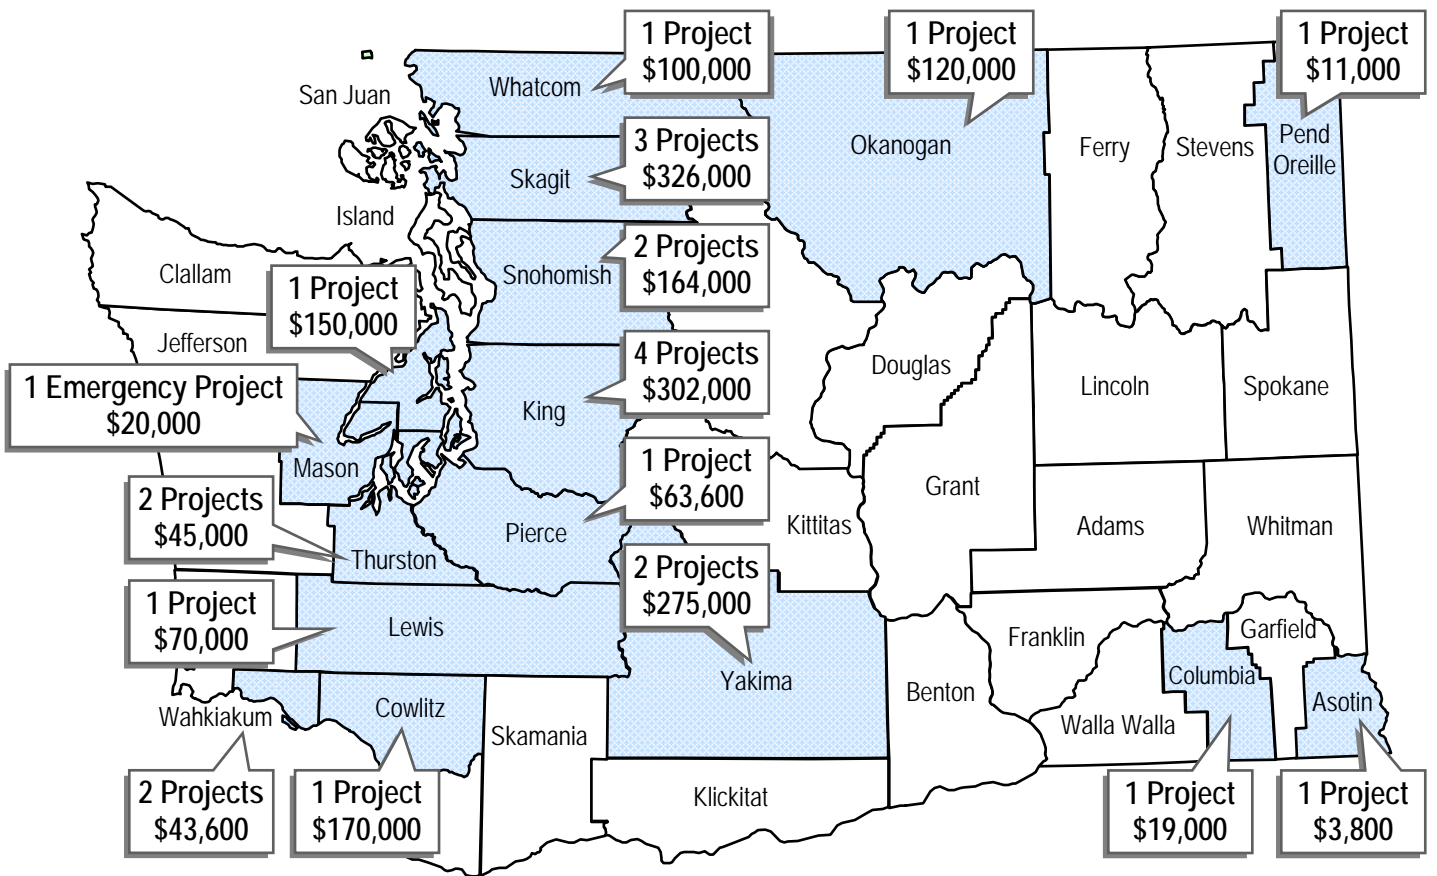 1 Project
$100,000
1 Project
$120,000
1 Project
$11,000
San Juan
Whatcom
Okanogan
Ferry
Stevens
Pend
Oreille
3 Projects
$326,000
Skagit
Island
2 Projects
$164,000
Snohomish
Clallam
1 Project
$150,000
Jefferson
4 Projects
$302,000
King
Douglas
Lincoln
Spokane
1 Emergency Project
$20,000
Mason
1 Project
$63,600
Pierce
Kittitas
Grant
Adams
Whitman
2 Projects
$45,000
Thurston
2 Projects
$275,000
Yakima
1 Project
$70,000
Lewis
Franklin
Garfield
Columbia
Asotin
Benton
Walla Walla
Wahkiakum
Cowlitz
Skamania
Klickitat
2 Projects
$43,600
1 Project
$170,000
1 Project
$19,000
1 Project
$3,800